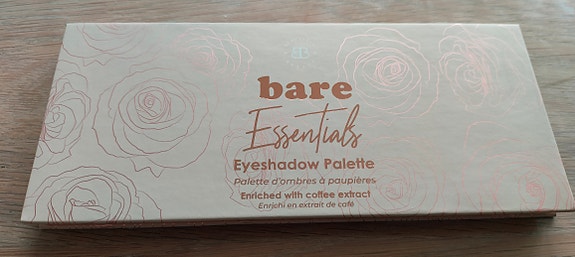 bare
Essentials
Eyeshadow Palette
Palette d'ombres à paupières
Enriched with coffee extract
Enrichi en extrait de café